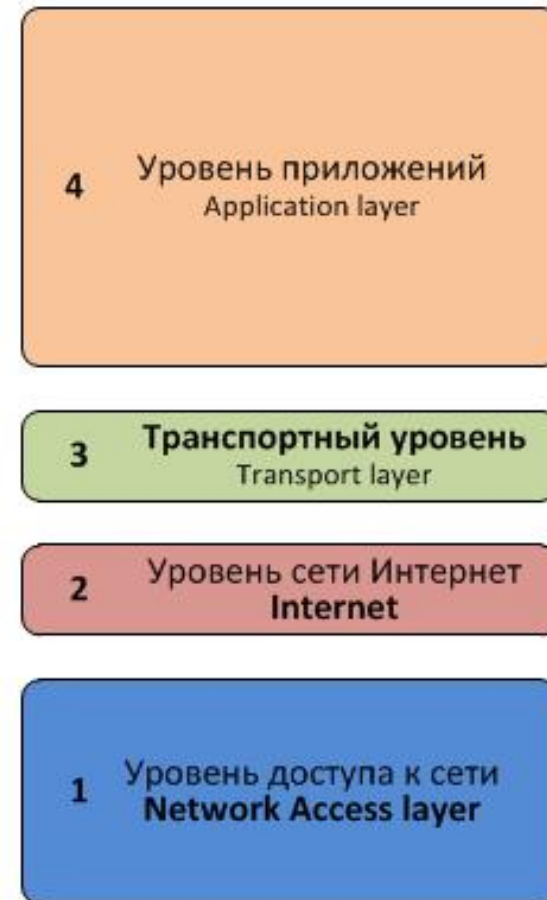 4
Уровень приложений
Application layer
3
Транспортный уровень
Transport layer
2
Уровень сети Интернет
Internet
1
Уровень доступа к сети
Network Access layer